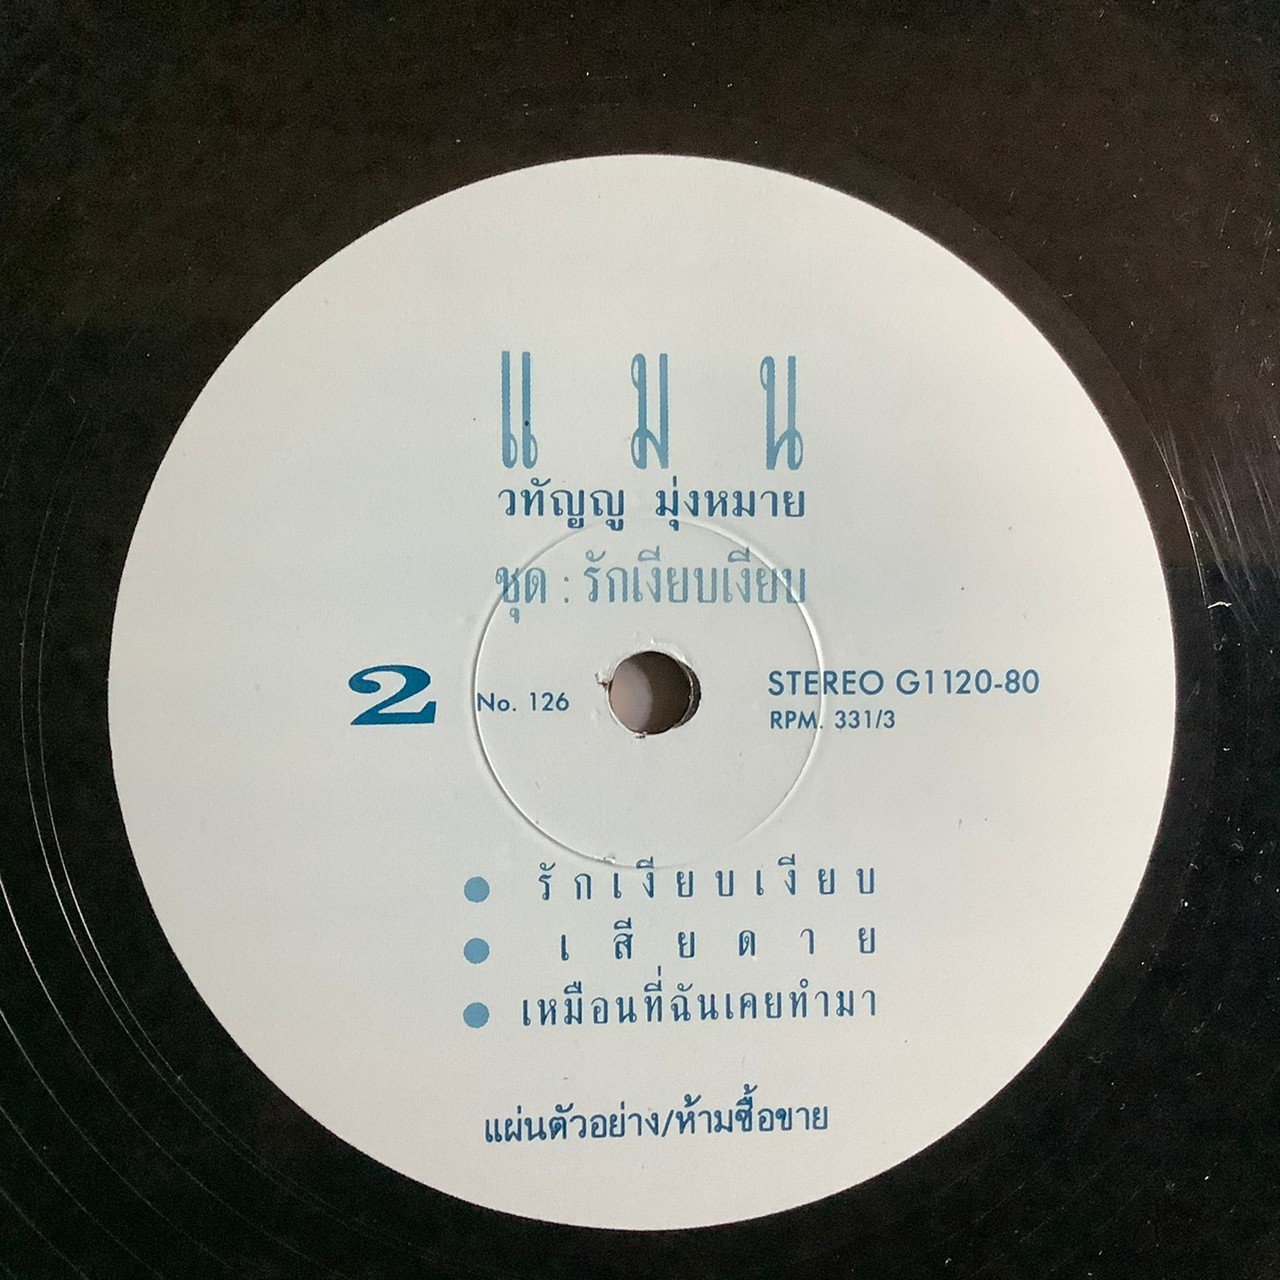 แมน
วทัญญู มุ่งหมาย
ชุด : รักเงียบเงียบ
2
No. 126
STEREO G1120-80
RPM. 331/3
รักเงียบเงียบ
เสียดาย
เหมือนที่ฉันเคยทำมา
แผ่นตัวอย่าง/ห้ามซื้อขาย